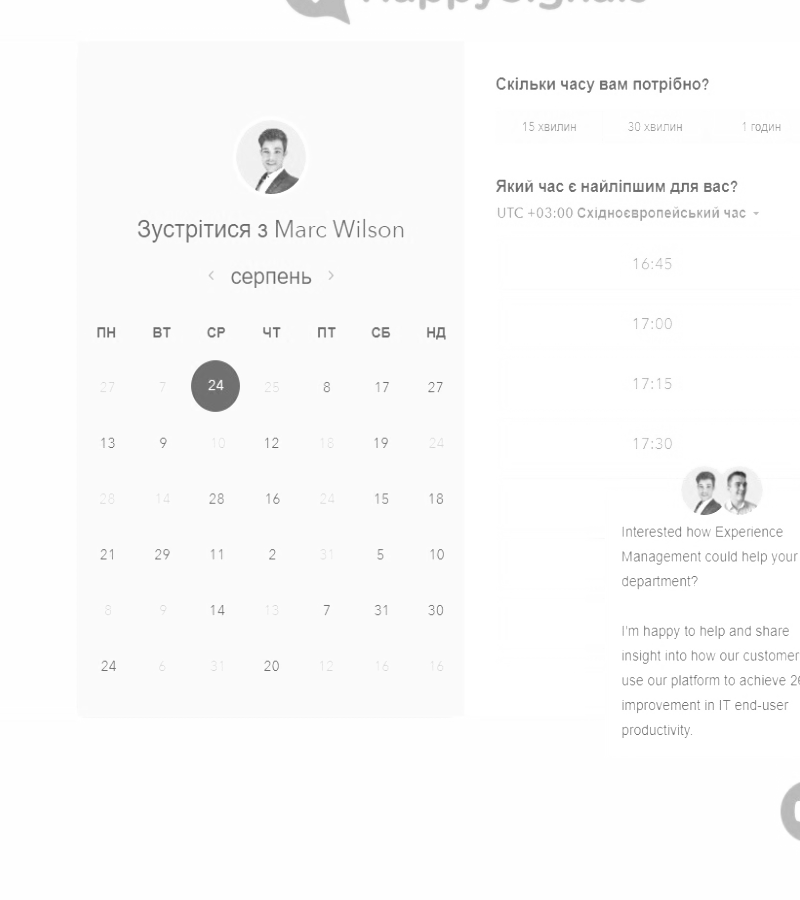 HappySignals
Зустрітися з Marc Wilson
серпень
ПН ВТ СР ЧТ ПТ СБ НД
27 7 24 25 8 17 27
13 9 10 12 18 19 24
28 14 28 16 24 15 18
21 29 11 2 31 5 10
8 9 14 13 7 31 30
24 6 31 20 12 16 16
Скільки часу вам потрібно?
15 хвилин 30 хвилин 1 годин
Який час є найліпшим для вас?
UTC +03:00 Східноєвропейський час
16:45
17:00
17:15
17:30
Interested how Experience
Management could help your
department?
I'm happy to help and share
insight into how our customer
use our platform to achieve 26
improvement in IT end-user
productivity.